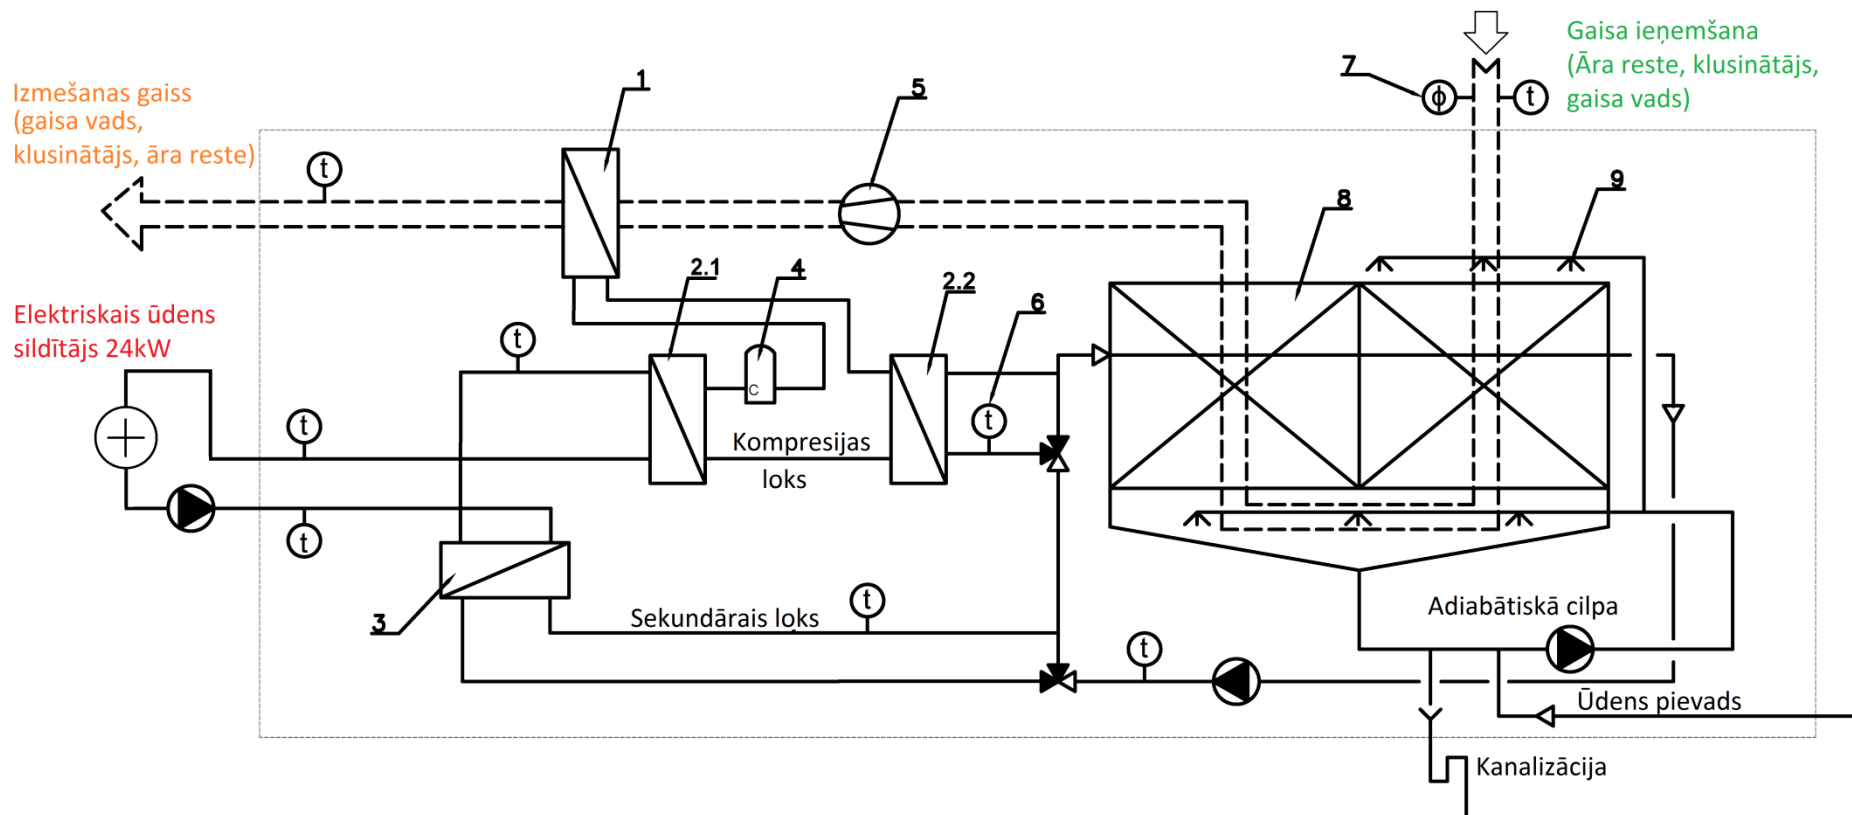 Gaisa ieņemšana
(Āra reste, klusinātājs,
gaisa vads)
7
ϕ
t
Izmešanas gaiss
(gaisa vads,
klusinātājs, āra reste)
t
1
5
8
9
Elektriskais ūdens
sildītājs 24kW
t
2.1
4
C
2.2
6
t
t
Kompresijas
loks
t
3
Sekundārais loks
t
t
Adiabātiskā cilpa
Ūdens pievads
Kanalizācija